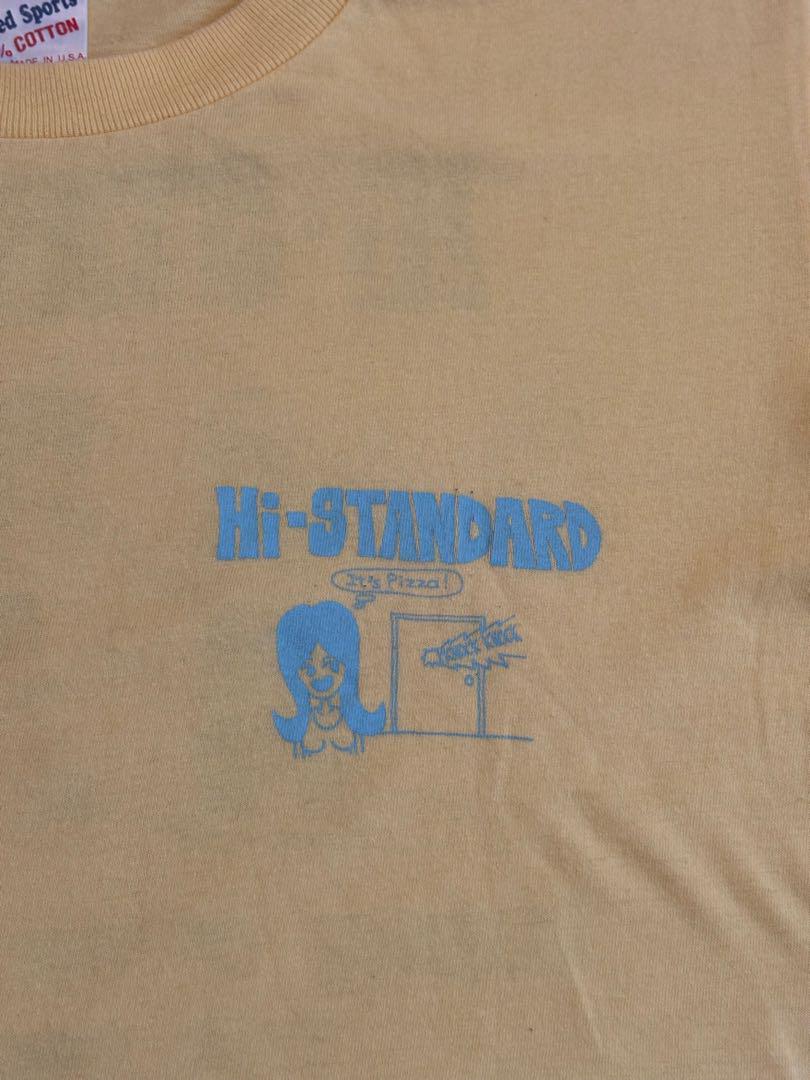 ed Sports
% COTTON
MADE IN U.S.A
Hi-STANDARD
It's Pizza!
KNOCK KNOCK